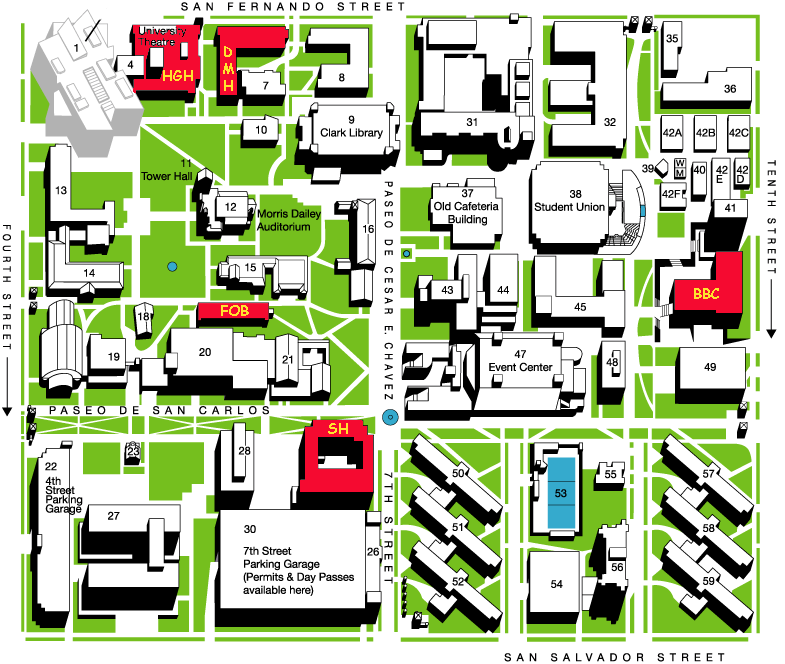 SAN FERNANDO STREET
1
University
Theatre
4
HGH
DMH
7
8
9
Clark Library
10
31
32
35
36
42A
42B
42C
11
Tower Hall
12
Morris Dailey
Auditorium
13
14
15
16
37
Old Cafeteria
Building
38
Student Union
39
W
M
40
42
E
42
D
42F
41
TENTH STREET
FOURTH STREET
PASEO DE CESAR E. CHAVEZ
FOB
18
19
20
21
43
44
45
BBC
47
Event Center
48
49
PASEO DE SAN CARLOS
SH
22
4th
Street
Parking
Garage
23
28
27
30
7th Street
Parking Garage
(Permits & Day Passes
available here)
26
7TH STREET
50
51
52
53
54
55
56
57
58
59
SAN SALVADOR STREET